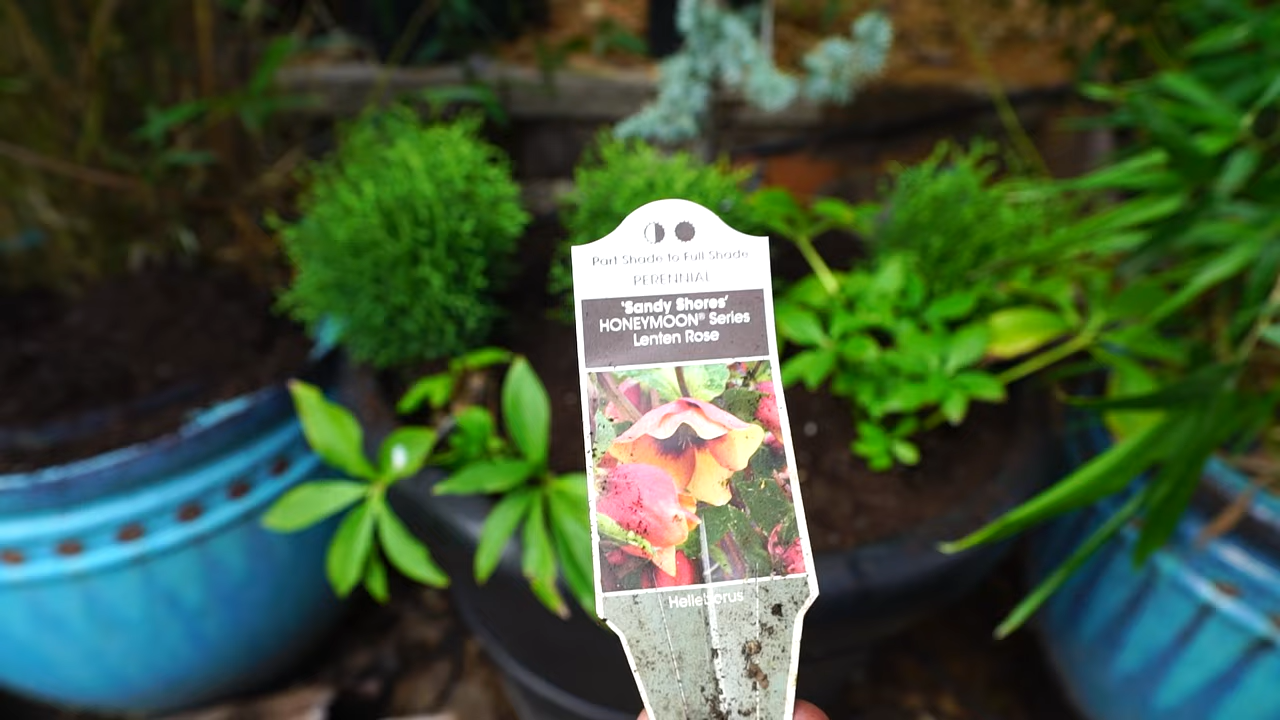 Part Shade to Full Shade
PERENNIAL
'Sandy Shores'
HONEYMOON® Series
Lenten Rose
Helleborus